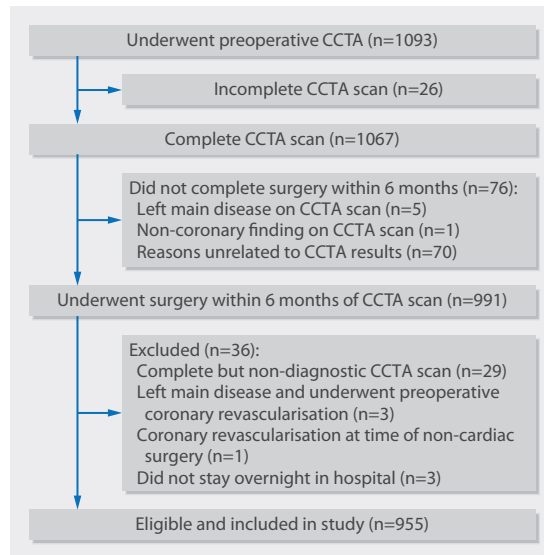 Underwent preoperative CCTA (n=1093)
Incomplete CCTA scan (n=26)
Complete CCTA scan (n=1067)
Did not complete surgery within 6 months (n=76):
Left main disease on CCTA scan (n=5)
Non-coronary finding on CCTA scan (n=1)
Reasons unrelated to CCTA results (n=70)
Underwent surgery within 6 months of CCTA scan (n=991)
Excluded (n=36):
Complete but non-diagnostic CCTA scan (n=29)
Left main disease and underwent preoperative
coronary revascularisation (n=3)
Coronary revascularisation at time of non-cardiac
surgery (n=1)
Did not stay overnight in hospital (n=3)
Eligible and included in study (n=955)